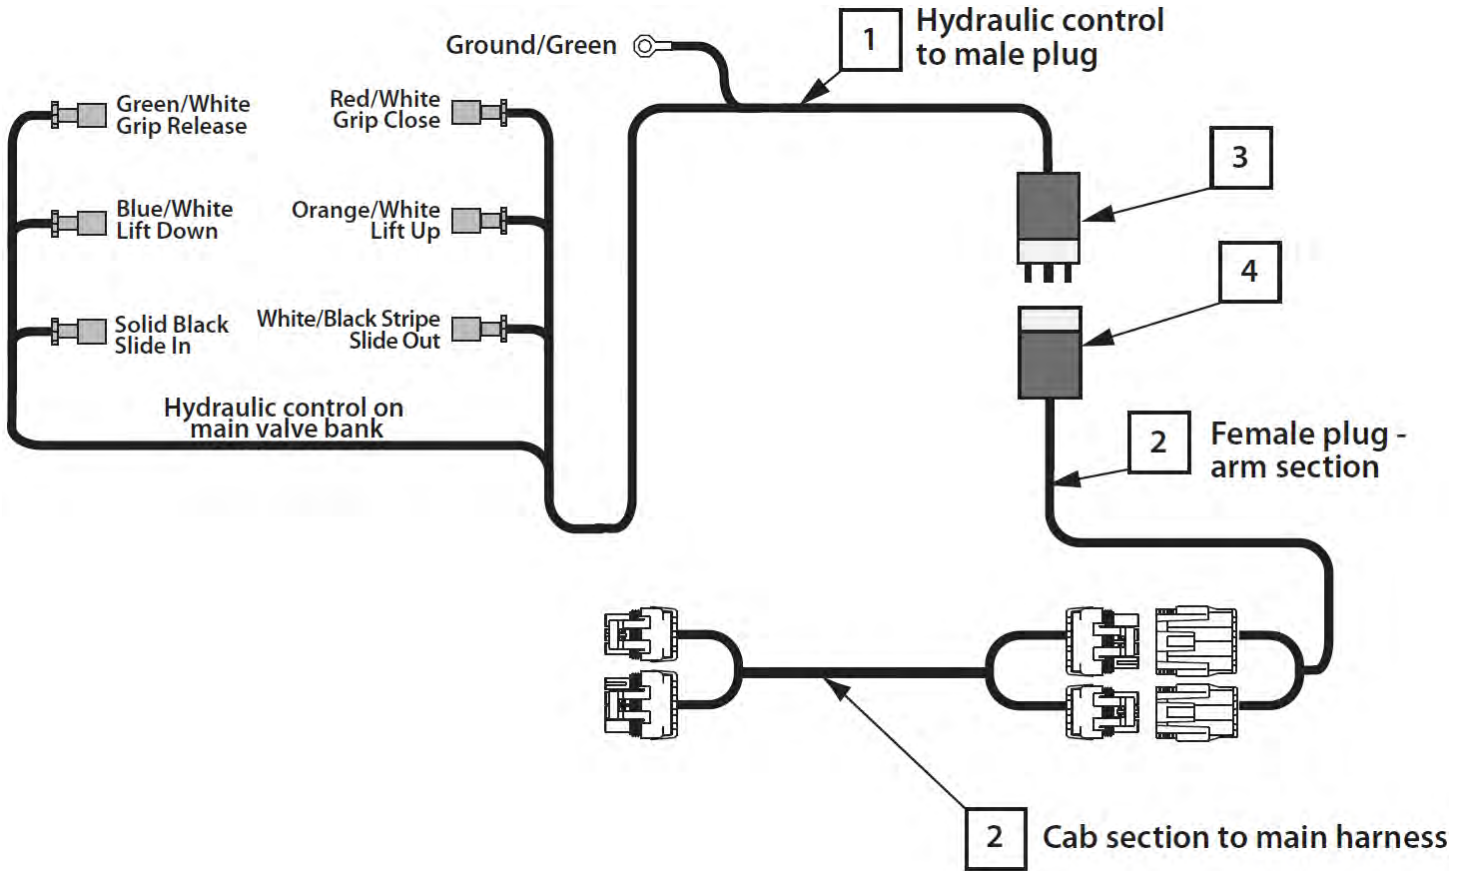 Ground/Green
1
Hydraulic control
to male plug
Green/White
Grip Release
Red/White
Grip Close
3
Blue/White
Lift Down
Orange/White
Lift Up
4
Solid Black
Slide In
White/Black Stripe
Slide Out
Hydraulic control on
main valve bank
2
Female plug -
arm section
2
Cab section to main harness